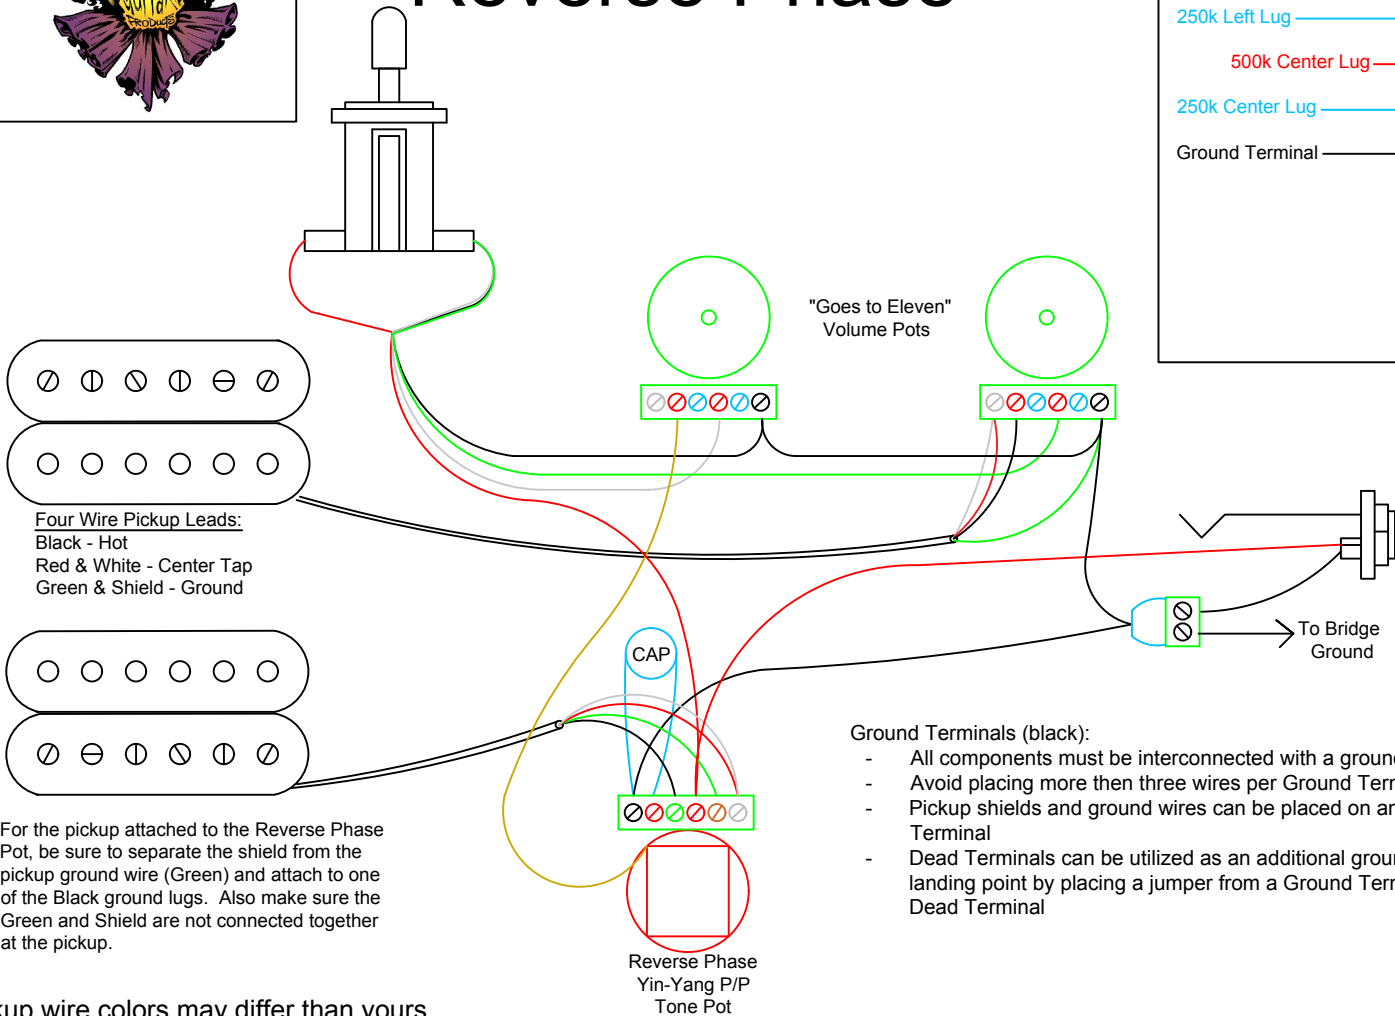 Reverse Phase
PRODUCTS
250k Left Lug
500k Center Lug
250k Center Lug
Ground Terminal
"Goes to Eleven"
Volume Pots
Four Wire Pickup Leads:
Black - Hot
Red & White - Center Tap
Green & Shield - Ground
CAP
To Bridge
Ground
For the pickup attached to the Reverse Phase
Pot, be sure to separate the shield from the
pickup ground wire (Green) and attach to one
of the Black ground lugs. Also make sure the
Green and Shield are not connected together
at the pickup.
Ground Terminals (black):
- All components must be interconnected with a ground
- Avoid placing more then three wires per Ground Term
- Pickup shields and ground wires can be placed on an
Terminal
- Dead Terminals can be utilized as an additional groun
landing point by placing a jumper from a Ground Term
Dead Terminal
Reverse Phase
Yin-Yang P/P
Tone Pot
kup wire colors may differ than yours